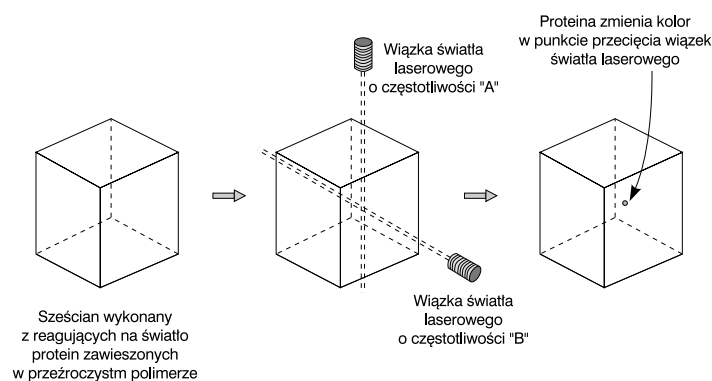 Proteina zmienia kolor
w punkcie przecięcia wiązek
światła laserowego
Wiązka światła
laserowego
o częstotliwości "A"
Wiązka światła
laserowego
o częstotliwości "B"
Sześcian wykonany
z reagujących na światło
protein zawieszonych
w przeźroczystm polimerze